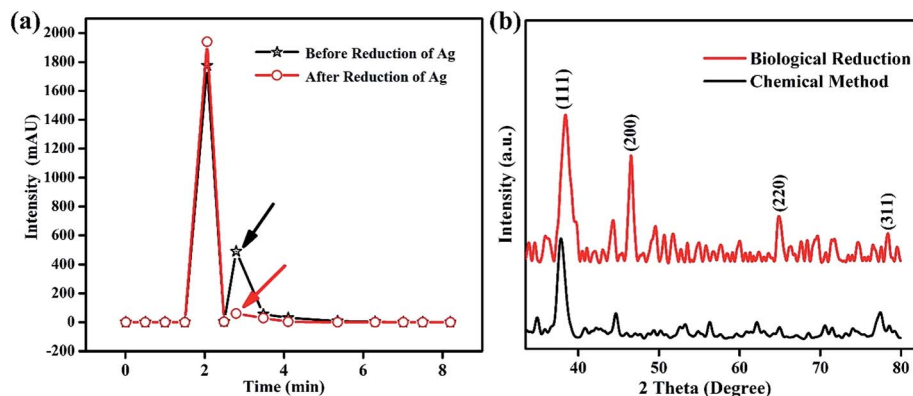 (a)
2000
1800
1600
1400
1200
1000
800
600
400
200
0
-200
Intensity (mAU)
Before Reduction of Ag
After Reduction of Ag
0 2 4 6 8
Time (min)
(b)
Biological Reduction
Chemical Method
(111)
(200)
(220)
(311)
Intensity (a.u.)
40 50 60 70 80
2 Theta (Degree)